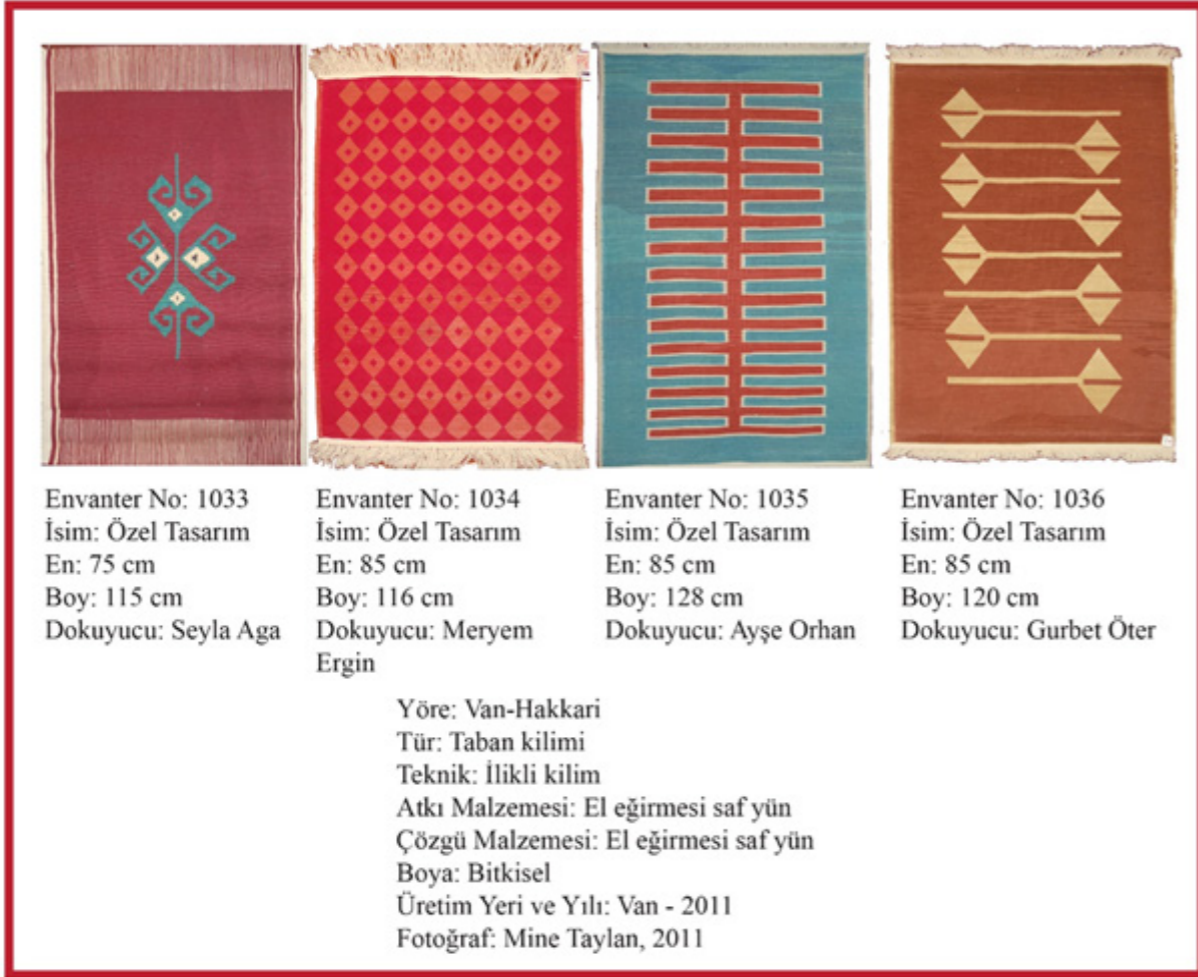 Envanter No: 1033
İsim: Özel Tasarım
En: 75 cm
Boy: 115 cm
Dokuyucu: Seyla Aga
Envanter No: 1034
İsim: Özel Tasarım
En: 85 cm
Boy: 116 cm
Dokuyucu: Meryem
Ergin
Envanter No: 1035
İsim: Özel Tasarım
En: 85 cm
Boy: 128 cm
Dokuyucu: Ayşe Orhan
Envanter No: 1036
İsim: Özel Tasarım
En: 85 cm
Boy: 120 cm
Dokuyucu: Gurbet Öter
Yöre: Van-Hakkari
Tür: Taban kilimi
Teknik: İlikli kilim
Atkı Malzemesi: El eğirmesi saf yün
Çözgü Malzemesi: El eğirmesi saf yün
Boya: Bitkisel
Üretim Yeri ve Yılı: Van - 2011
Fotoğraf: Mine Taylan, 2011